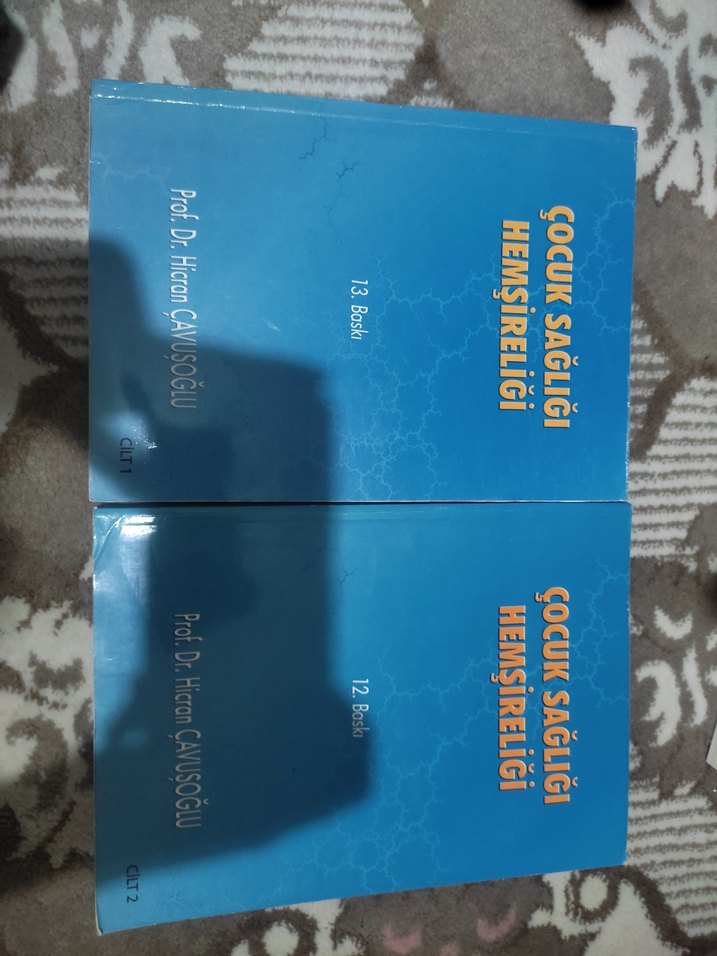 ÇOCUK SAĞLIĞI
HEMŞİRELİĞİ
13. Baskı
Prof. Dr. Hicran ÇAVUŞOĞLU
CİLT 1
ÇOCUK SAĞLIĞI
HEMŞİRELİĞİ
12. Baskı
Prof. Dr. Hicran ÇAVUŞOĞLU
CİLT 2